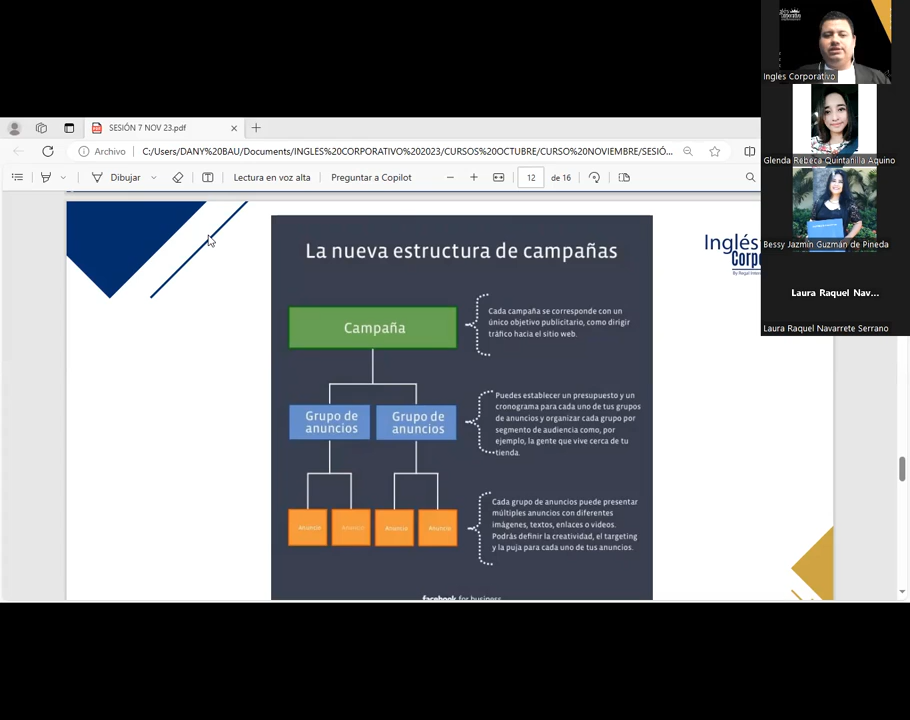 Ingles Corporativo
Glenda Rebeca Quintanilla Aquino
Bessy Jazmín Guzmán de Pineda
Laura Raquel Nav...
Laura Raquel Navarrete Serrano
SESIÓN 7 NOV 23.pdf
Archivo
C:/Users/DANY%20BAU/Documents/INGLES%20CORPORATIVO%202023/CURSOS%20OCTUBRE/CURSO%20NOVIEMBRE/SESIÓ...
Dibujar
Lectura en voz alta
Preguntar a Copilot
12
de 16
Inglés
Corp
La nueva estructura de campañas
Campaña
Cada campaña se corresponde con un
único objetivo publicitario, como dirigir
tráfico hacia el sitio web.
Grupo de
anuncios
Grupo de
anuncios
Puedes establecer un presupuesto y un
cronograma para cada uno de tus grupos
de anuncios y organizar cada grupo por
segmento de audiencia como, por
ejemplo, la gente que vive cerca de tu
tienda.
Anuncio
Anuncio
Anuncio
Anuncio
Cada grupo de anuncios puede presentar
múltiples anuncios con diferentes
imágenes, textos, enlaces o videos.
Podrás definir la creatividad, el targeting
y la puja para cada uno de tus anuncios.
facebook for business